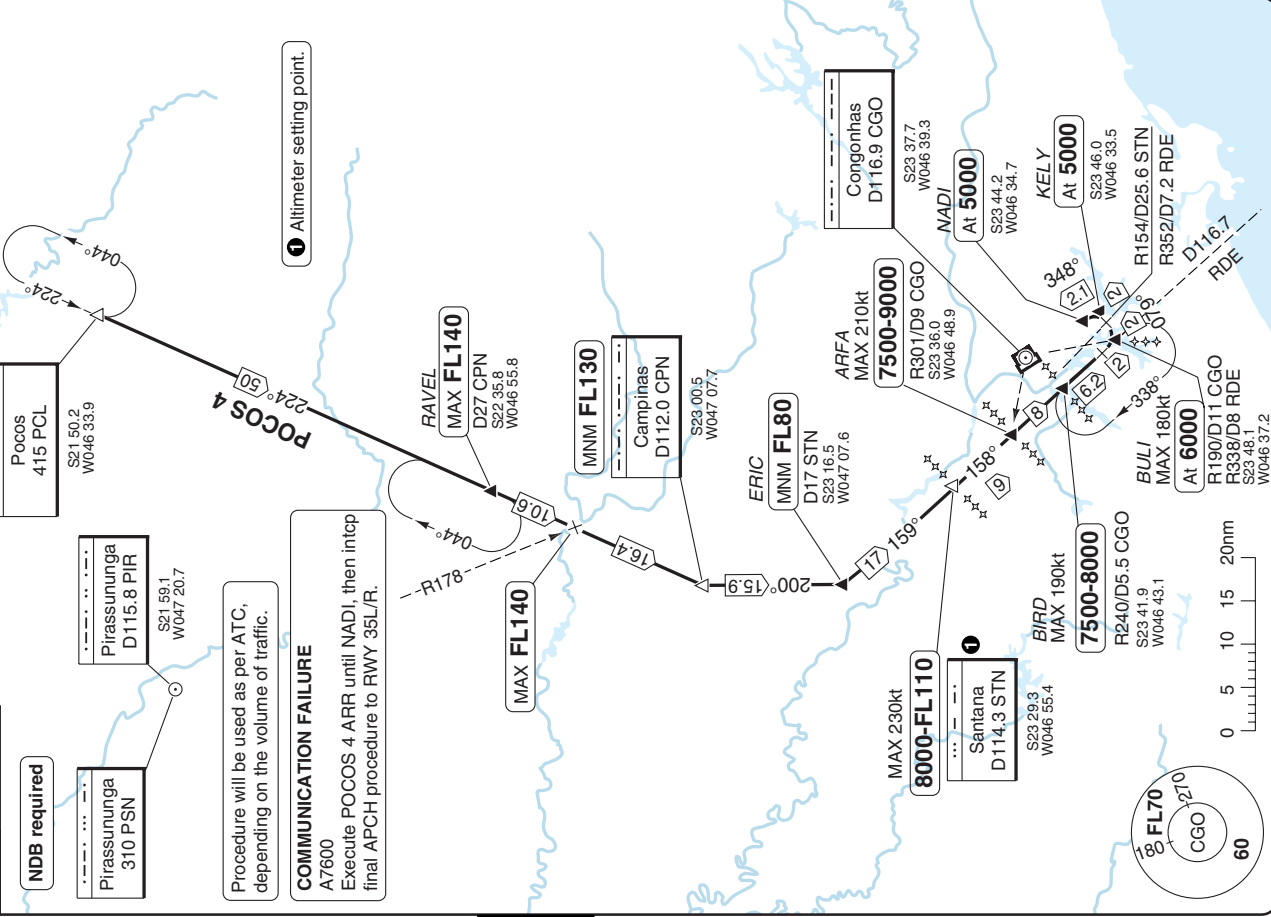 Pocos
415 PCL
S21 50.2
W046 33.9
224°
044°
❶ Altimeter setting point.
50
224°
POCOS 4
NDB required
Pirassununga
310 PSN
Pirassununga
D115.8 PIR
S21 59.1
W047 20.7
Procedure will be used as per ATC,
depending on the volume of traffic.
COMMUNICATION FAILURE
A7600
Execute POCOS 4 ARR until NADI, then intcp
final APCH procedure to RWY 35L/R.
RAVEL
MAX FL140
D27 CPN
S22 35.8
W046 55.8
044°
R178
10.6
MAX FL140
MNM FL130
16.4
Campinas
D112.0 CPN
S23 00.5
W047 07.7
15.9
200°
ERIC
MNM FL80
D17 STN
S23 16.5
W047 07.6
17
159°
MAX 230kt
8000-FL110
Santana
D114.3 STN
❶
S23 29.3
W046 55.4
158°
9
ARFA
MAX 210kt
7500-9000
R301/D9 CGO
S23 36.0
W046 48.9
8
Congonhas
D116.9 CGO
S23 37.7
W046 39.3
BIRD
MAX 190kt
7500-8000
R240/D5.5 CGO
S23 41.9
W046 43.1
6.2
2
338°
BULI
MAX 180kt
At 6000
R190/D11 CGO
R338/D8 RDE
S23 48.1
W046 37.2
2
079°
2
R154/D25.6 STN
R352/D7.2 RDE
KELY
At 5000
S23 46.0
W046 33.5
348°
2.1
NADI
At 5000
S23 44.2
W046 34.7
D116.7
RDE
0 5 10 15 20nm
FL70
180
270
CGO
60